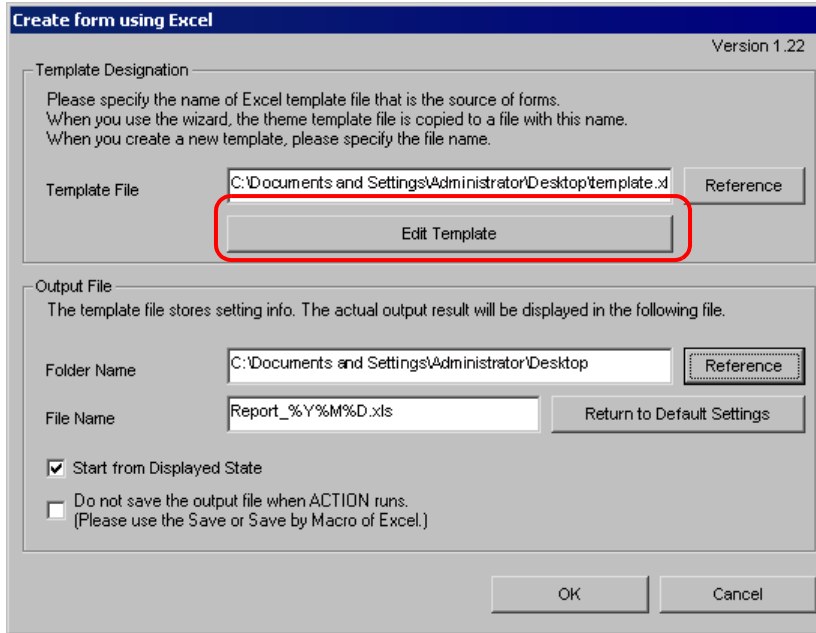 Create form using Excel
Version 1.22
Template Designation
Please specify the name of Excel template file that is the source of forms.
When you use the wizard, the theme template file is copied to a file with this name.
When you create a new template, please specify the file name.
Template File
C:\Documents and Settings\Administrator\Desktop\template.xl
Reference
Edit Template
Output File
The template file stores setting info. The actual output result will be displayed in the following file.
Folder Name
C:\Documents and Settings\Administrator\Desktop
Reference
File Name
Report_%Y%M%D.xls
Return to Default Settings
Start from Displayed State
Do not save the output file when ACTION runs.
(Please use the Save or Save by Macro of Excel.)
OK
Cancel